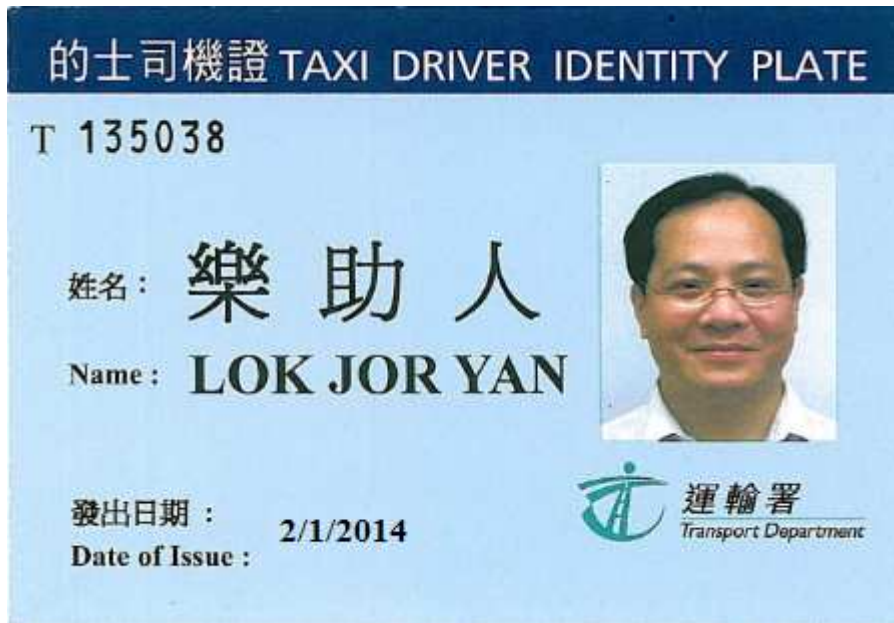 的士司機證 TAXI DRIVER IDENTITY PLATE
T 135038
姓名：樂助人
Name : LOK JOR YAN
發出日期：
2/1/2014
Date of Issue :
運輸署
Transport Department